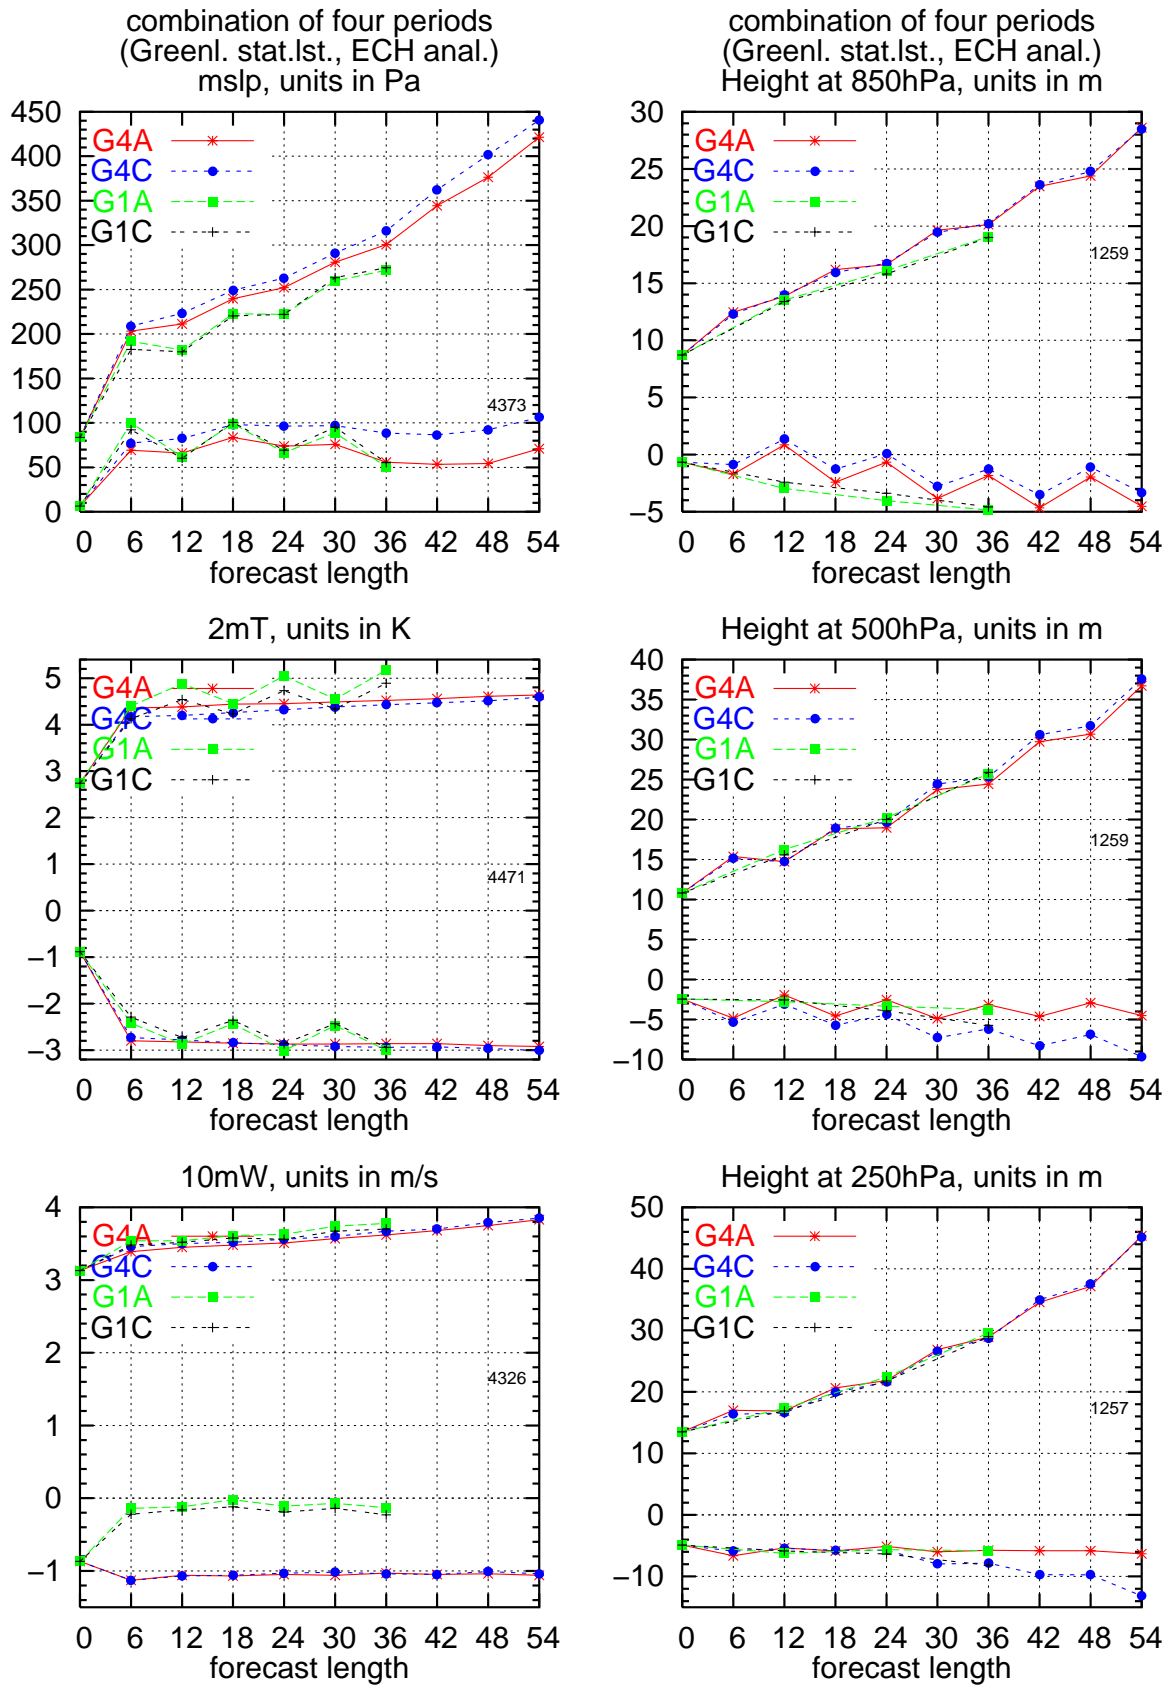 combination of four periods
(Greenl. stat.lst., ECH anal.)
mslp, units in Pa
450
400
350
300
250
200
150
100
50
0
G4A
G4C
G1A
G1C
4373
0 6 12 18 24 30 36 42 48 54
forecast length
combination of four periods
(Greenl. stat.lst., ECH anal.)
Height at 850hPa, units in m
30
25
20
15
10
5
0
−5
G4A
G4C
G1A
G1C
1259
0 6 12 18 24 30 36 42 48 54
forecast length
2mT, units in K
5
4
3
2
1
0
−1
−2
−3
G4A
G4C
G1A
G1C
4471
0 6 12 18 24 30 36 42 48 54
forecast length
Height at 500hPa, units in m
40
35
30
25
20
15
10
5
0
−5
−10
G4A
G4C
G1A
G1C
1259
0 6 12 18 24 30 36 42 48 54
forecast length
10mW, units in m/s
4
3
2
1
0
−1
G4A
G4C
G1A
G1C
4326
0 6 12 18 24 30 36 42 48 54
forecast length
Height at 250hPa, units in m
50
40
30
20
10
0
−10
G4A
G4C
G1A
G1C
1257
0 6 12 18 24 30 36 42 48 54
forecast length